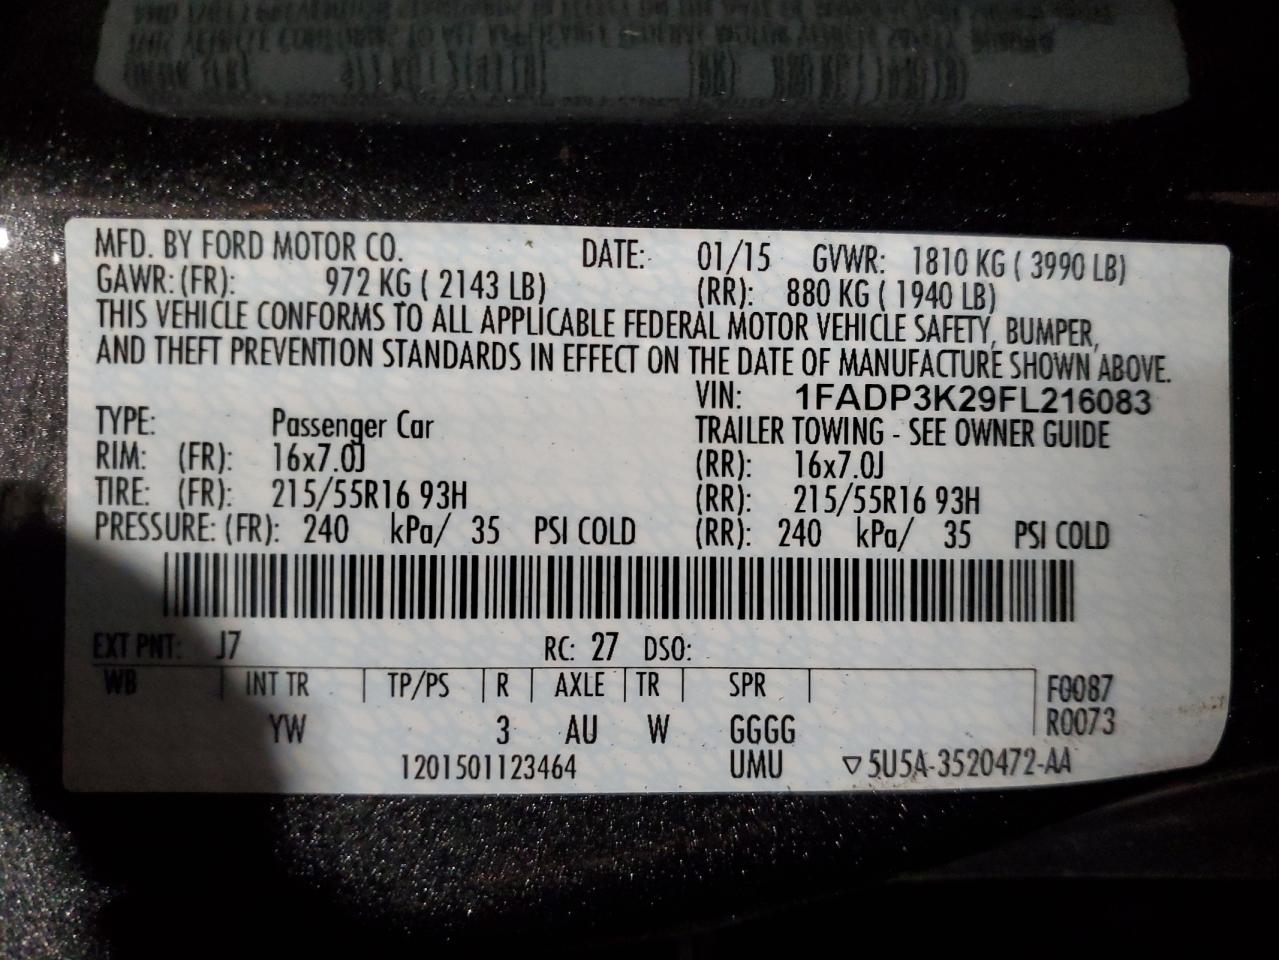 MFD. BY FORD MOTOR CO. DATE: 01/15 GVWR: 1810 KG ( 3990 LB)
GAWR: (FR): 972 KG ( 2143 LB) (RR): 880 KG ( 1940 LB)
THIS VEHICLE CONFORMS TO ALL APPLICABLE FEDERAL MOTOR VEHICLE SAFETY, BUMPER,
AND THEFT PREVENTION STANDARDS IN EFFECT ON THE DATE OF MANUFACTURE SHOWN ABOVE.
VIN: 1FADP3K29FL216083
TYPE: Passenger Car TRAILER TOWING - SEE OWNER GUIDE
RIM: (FR): 16x7.0J (RR): 16x7.0J
TIRE: (FR): 215/55R16 93H (RR): 215/55R16 93H
PRESSURE: (FR): 240 kPa/ 35 PSI COLD (RR): 240 kPa/ 35 PSI COLD
EXT PNT: J7 RC: 27 DSO:
WB INT TR TP/PS R AXLE TR SPR F0087
YW 3 AU W GGGG R0073
1201501123464 UMU ▽5U5A-3520472-AA